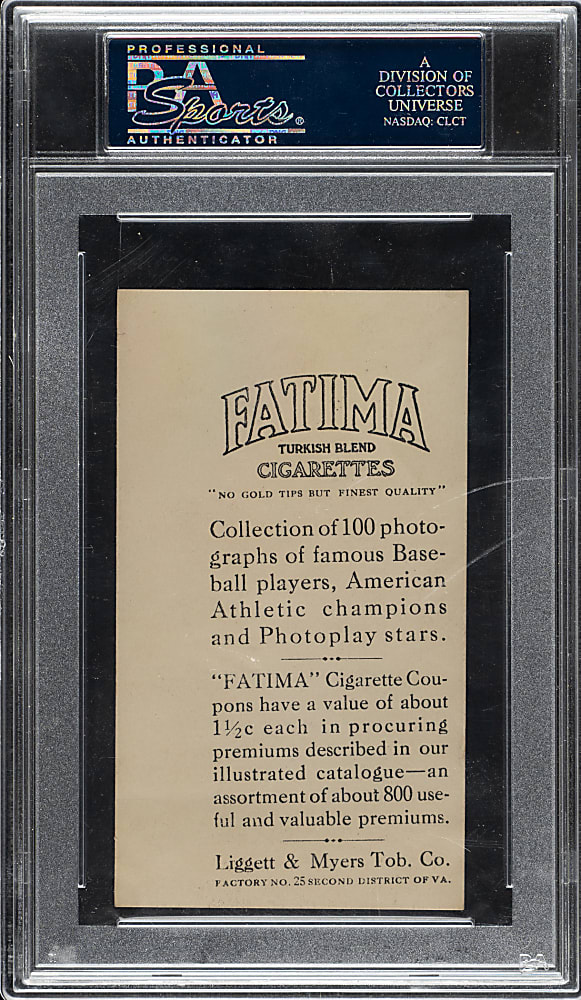 PROFESSIONAL
PSA
Sports®
AUTHENTICATOR
A
DIVISION OF
COLLECTORS
UNIVERSE
NASDAQ: CLCT
FATIMA
TURKISH BLEND
CIGARETTES
"NO GOLD TIPS BUT FINEST QUALITY"
Collection of 100 photo-
graphs of famous Base-
ball players, American
Athletic champions
and Photoplay stars.
"FATIMA" Cigarette Cou-
pons have a value of about
1½c each in procuring
premiums described in our
illustrated catalogue—an
assortment of about 800 use-
ful and valuable premiums.
Liggett & Myers Tob. Co.
FACTORY NO. 25 SECOND DISTRICT OF VA.
PSA